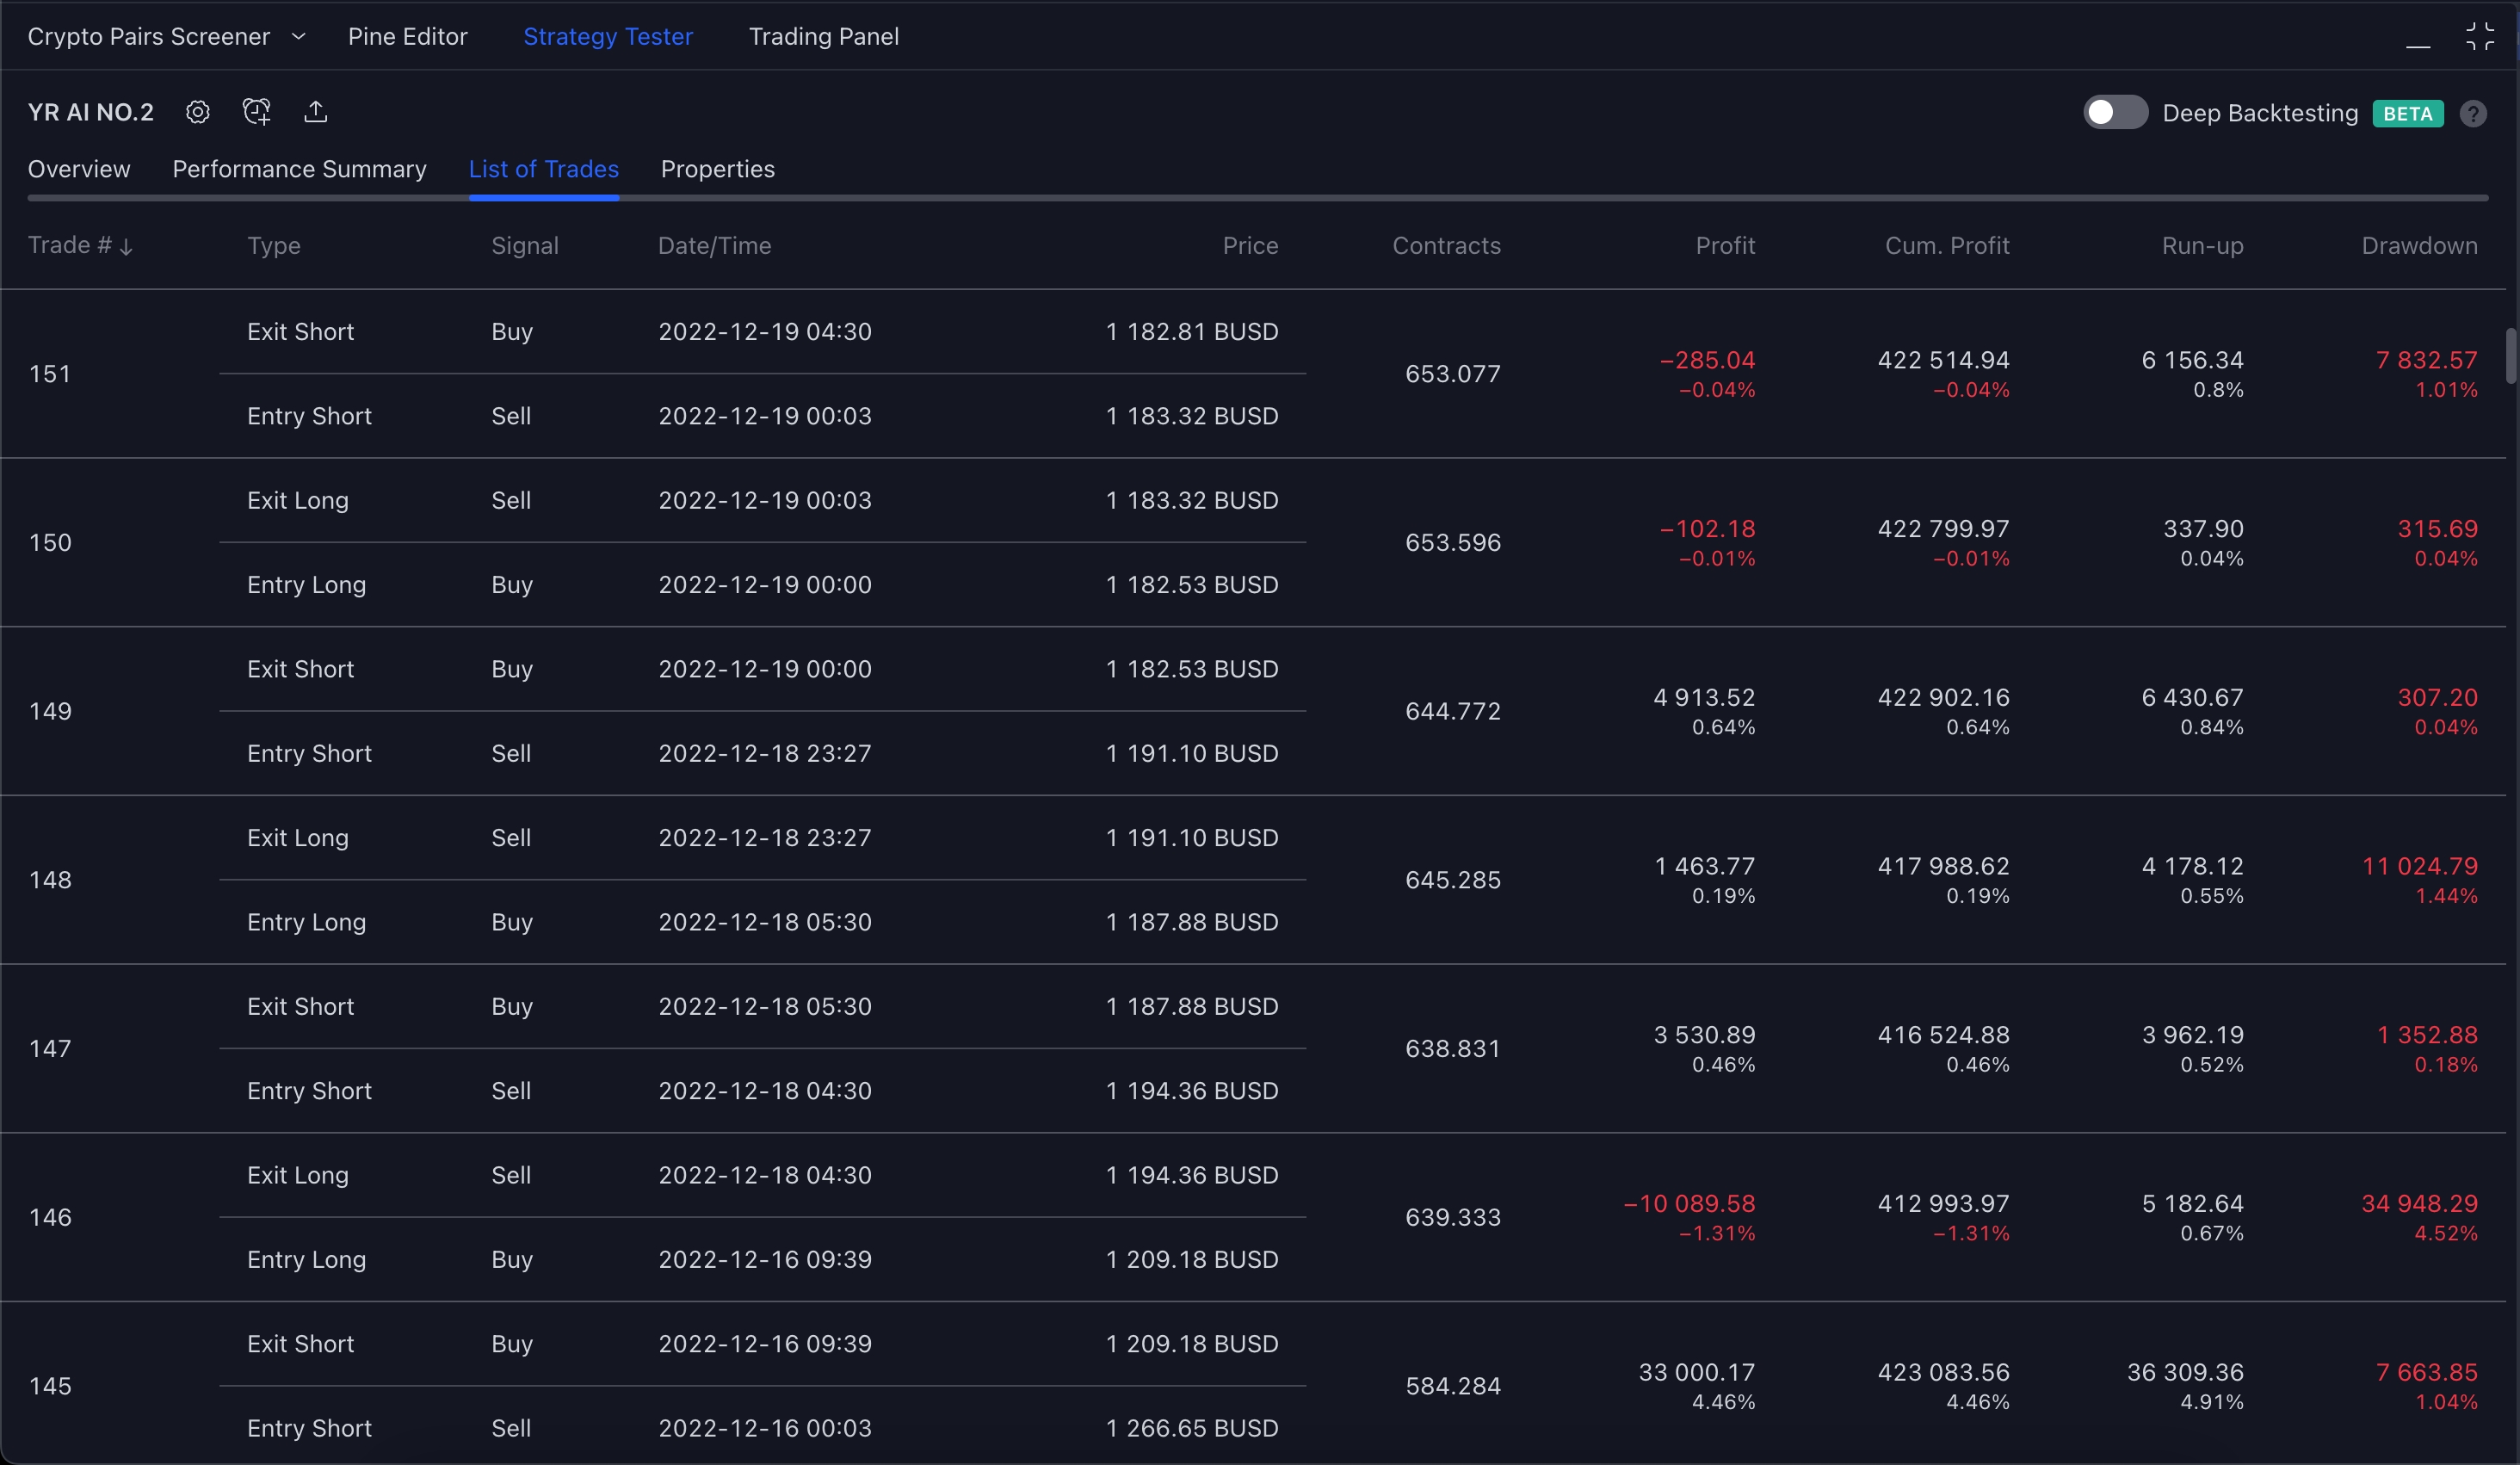 Crypto Pairs Screener Pine Editor Strategy Tester Trading Panel
YR AI NO.2 Deep Backtesting BETA ?
Overview Performance Summary List of Trades Properties
Trade # ↓ Type Signal Date/Time Price Contracts Profit Cum. Profit Run-up Drawdown
Exit Short Buy 2022-12-19 04:30 1 182.81 BUSD
151 653.077 −285.04 422 514.94 6 156.34 7 832.57
−0.04% −0.04% 0.8% 1.01%
Entry Short Sell 2022-12-19 00:03 1 183.32 BUSD
Exit Long Sell 2022-12-19 00:03 1 183.32 BUSD
150 653.596 −102.18 422 799.97 337.90 315.69
−0.01% −0.01% 0.04% 0.04%
Entry Long Buy 2022-12-19 00:00 1 182.53 BUSD
Exit Short Buy 2022-12-19 00:00 1 182.53 BUSD
149 644.772 4 913.52 422 902.16 6 430.67 307.20
0.64% 0.64% 0.84% 0.04%
Entry Short Sell 2022-12-18 23:27 1 191.10 BUSD
Exit Long Sell 2022-12-18 23:27 1 191.10 BUSD
148 645.285 1 463.77 417 988.62 4 178.12 11 024.79
0.19% 0.19% 0.55% 1.44%
Entry Long Buy 2022-12-18 05:30 1 187.88 BUSD
Exit Short Buy 2022-12-18 05:30 1 187.88 BUSD
147 638.831 3 530.89 416 524.88 3 962.19 1 352.88
0.46% 0.46% 0.52% 0.18%
Entry Short Sell 2022-12-18 04:30 1 194.36 BUSD
Exit Long Sell 2022-12-18 04:30 1 194.36 BUSD
146 639.333 −10 089.58 412 993.97 5 182.64 34 948.29
−1.31% −1.31% 0.67% 4.52%
Entry Long Buy 2022-12-16 09:39 1 209.18 BUSD
Exit Short Buy 2022-12-16 09:39 1 209.18 BUSD
145 584.284 33 000.17 423 083.56 36 309.36 7 663.85
4.46% 4.46% 4.91% 1.04%
Entry Short Sell 2022-12-16 00:03 1 266.65 BUSD